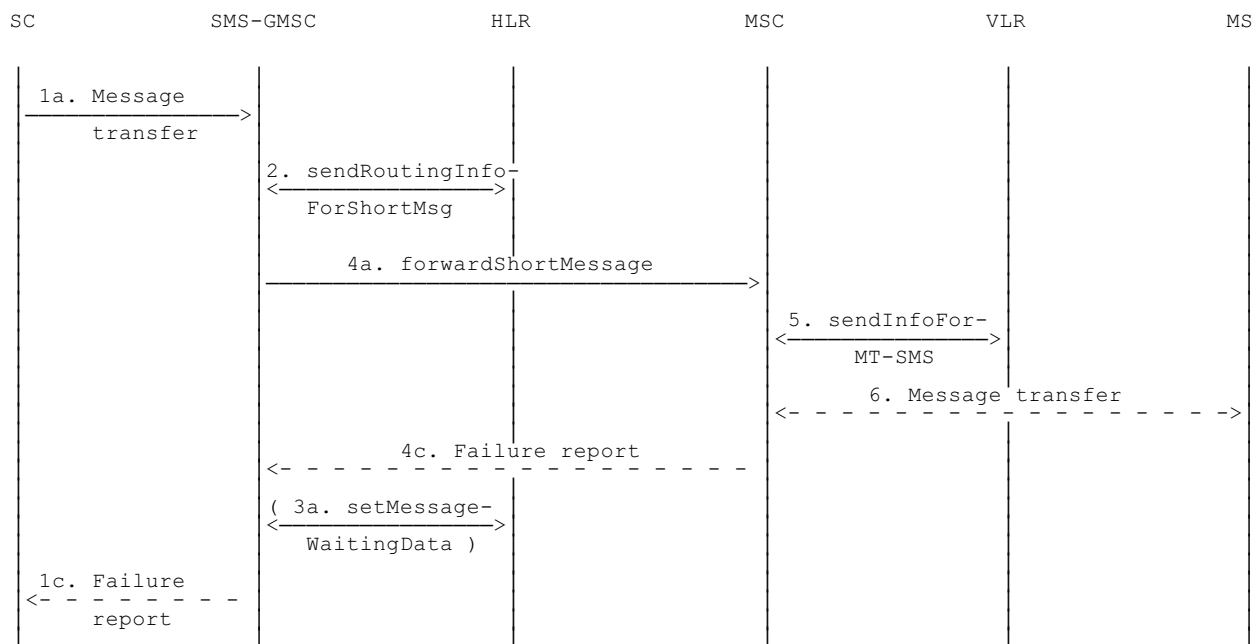 SC SMS-GMSC HLR MSC VLR MS
1a. Message
transfer
2. sendRoutingInfo-
ForShortMsg
4a. forwardShortMessage
5. sendInfoFor-
MT-SMS
6. Message transfer
4c. Failure report
( 3a. setMessage-
WaitingData )
1c. Failure
report